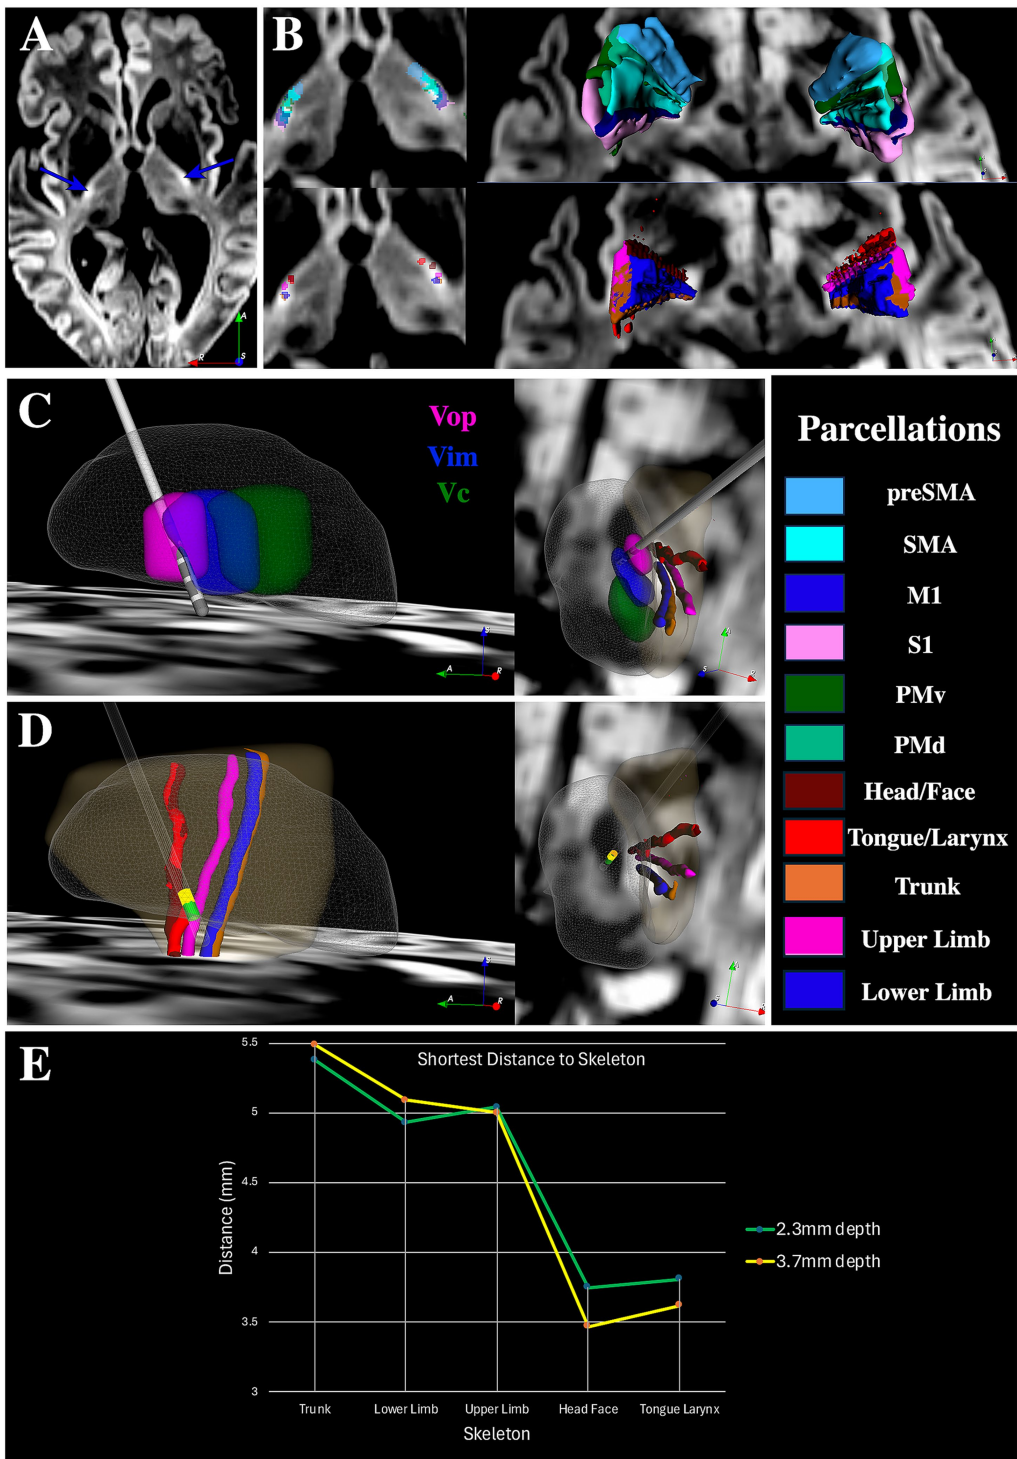 A
B
A
R
S
C
Vop
Vim
Vc
S
A
R
A
S
D
S
A
R
A
Parcellations
preSMA
SMA
M1
S1
PMv
PMd
Head/Face
Tongue/Larynx
Trunk
Upper Limb
Lower Limb
E
Shortest Distance to Skeleton
5.5
5
4.5
4
3.5
3
Distance (mm)
Trunk
Lower Limb
Upper Limb
Head Face
Tongue Larynx
Skeleton
2.3mm depth
3.7mm depth